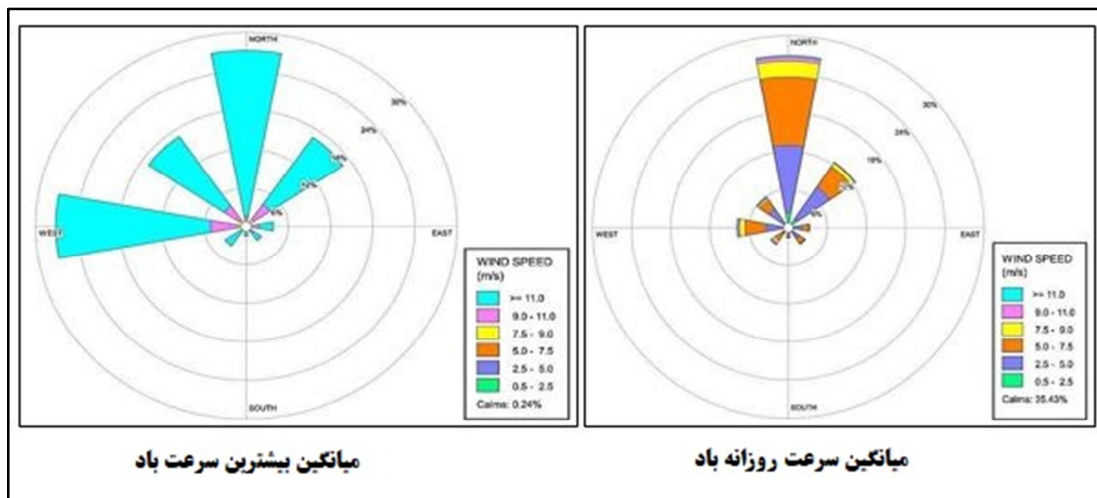 NORTH
30%
24%
18%
12%
6%
WEST
EAST
SOUTH
WIND SPEED
(m/s)
>= 11.0
9.0 - 11.0
7.5 - 9.0
5.0 - 7.5
2.5 - 5.0
0.5 - 2.5
Calms: 0.24%
میانگین بیشترین سرعت باد
NORTH
30%
24%
18%
12%
6%
WEST
EAST
SOUTH
WIND SPEED
(m/s)
>= 11.0
9.0 - 11.0
7.5 - 9.0
5.0 - 7.5
2.5 - 5.0
0.5 - 2.5
Calms: 35.43%
میانگین سرعت روزانه باد